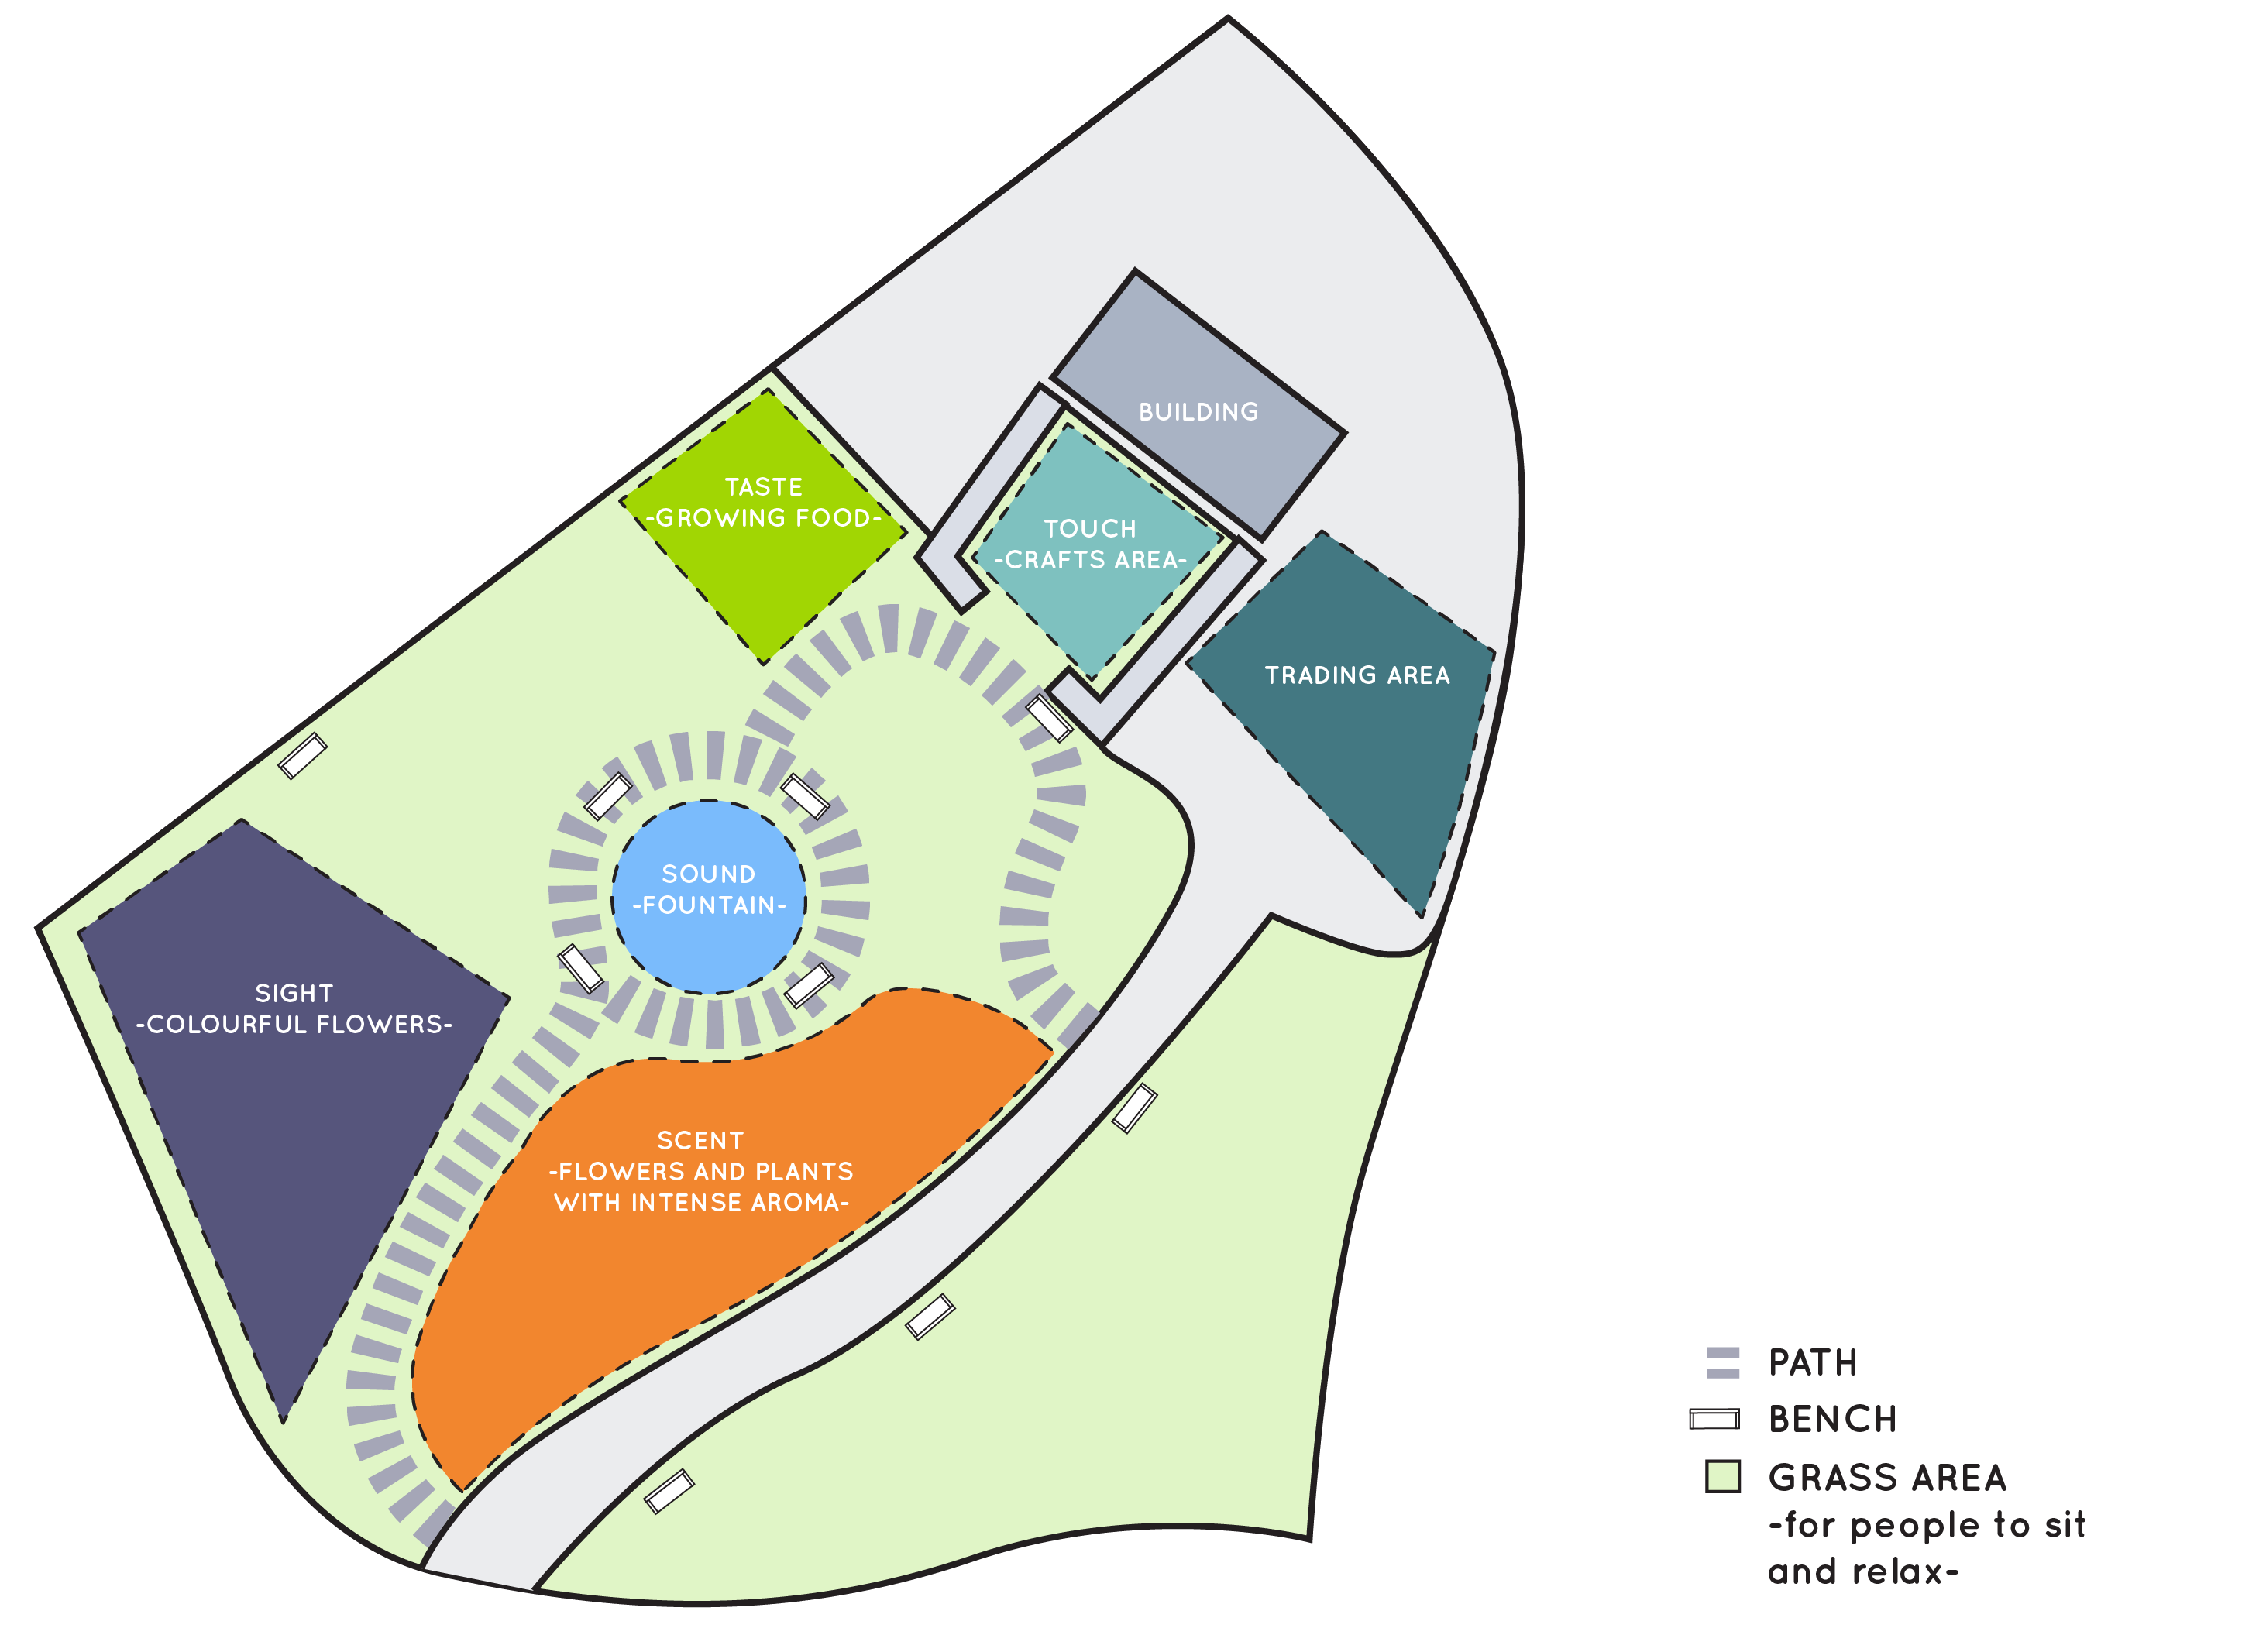 BUILDING
TASTE
-GROWING FOOD-
TOUCH
-CRAFTS AREA-
TRADING AREA
SOUND
-FOUNTAIN-
SIGHT
-COLOURFUL FLOWERS-
SCENT
-FLOWERS AND PLANTS
WITH INTENSE AROMA-
PATH
BENCH
GRASS AREA
-for people to sit
and relax-